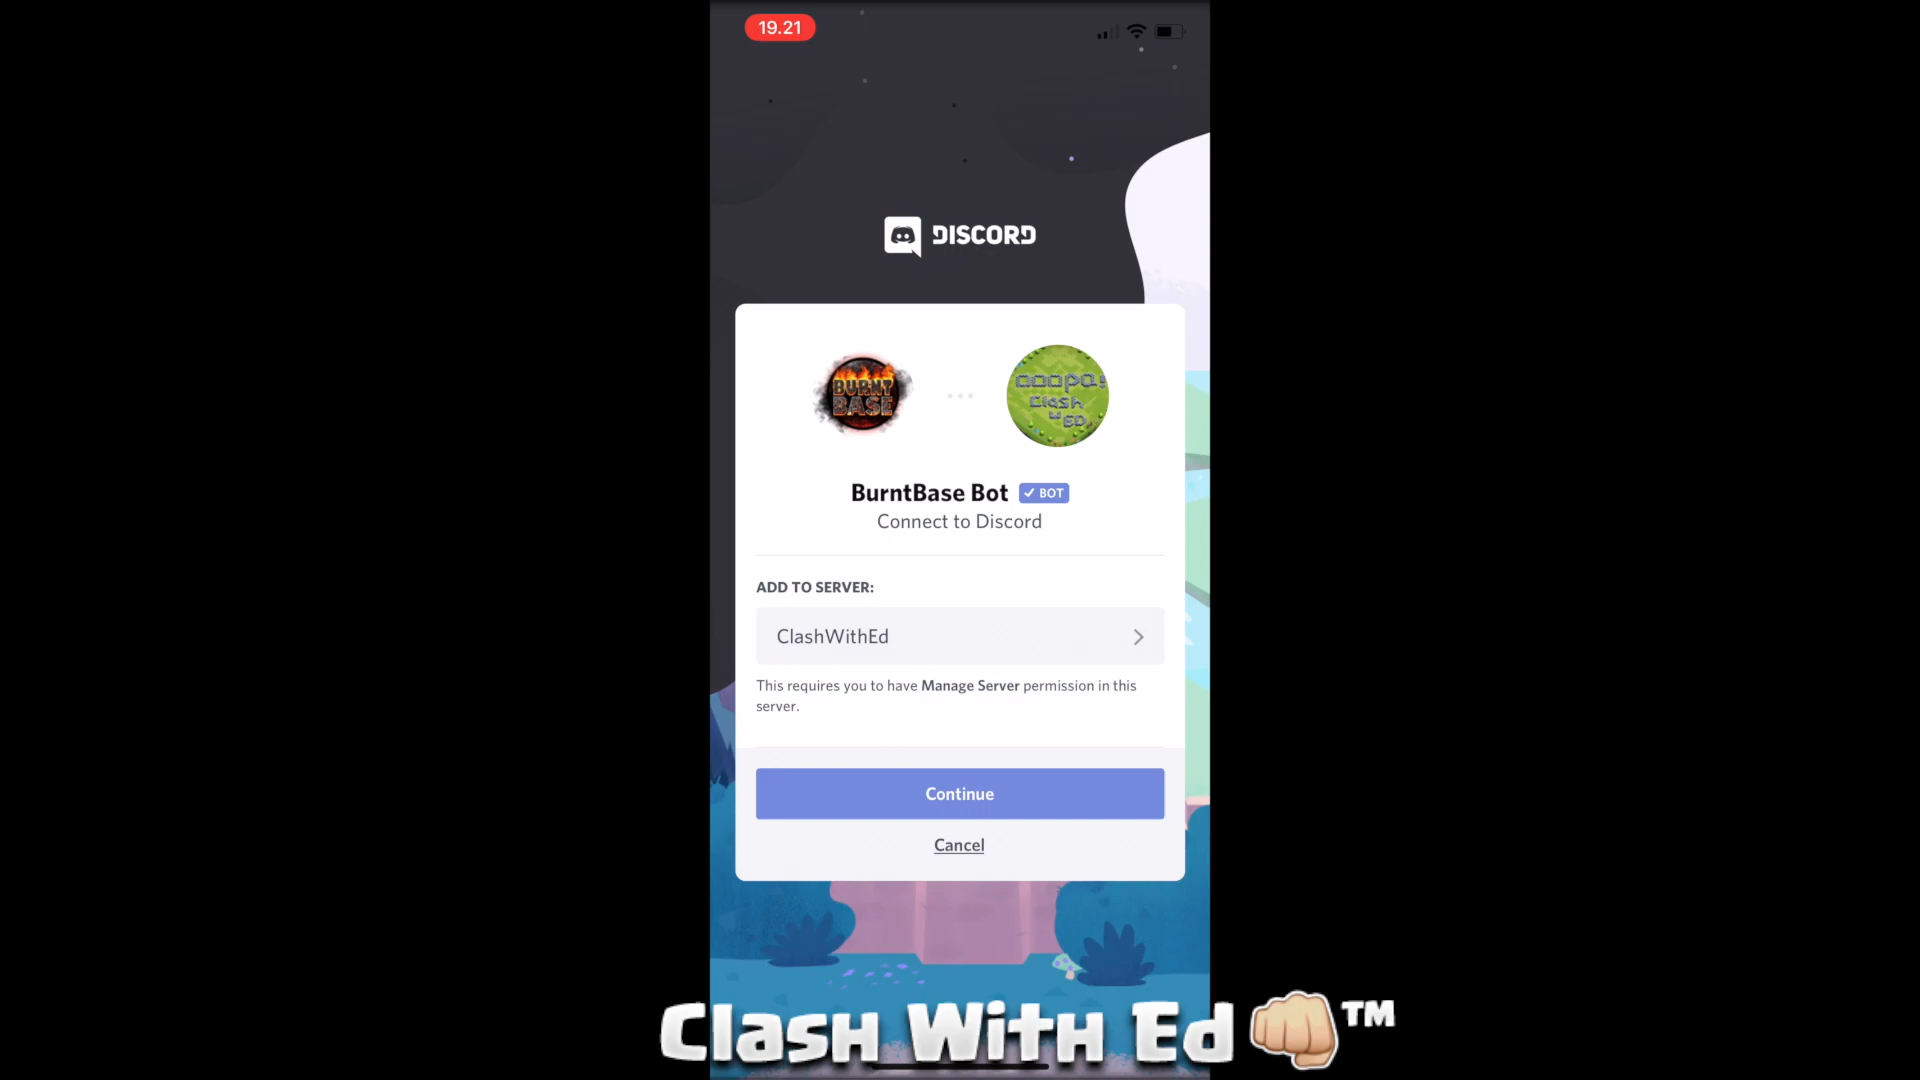 19.21
DISCORD
BURNT
BASE
Clash
W
ED
BurntBase Bot BOT
Connect to Discord
ADD TO SERVER:
ClashWithEd
This requires you to have Manage Server permission in this
server.
Continue
Cancel
Clash With Ed👊🏼™